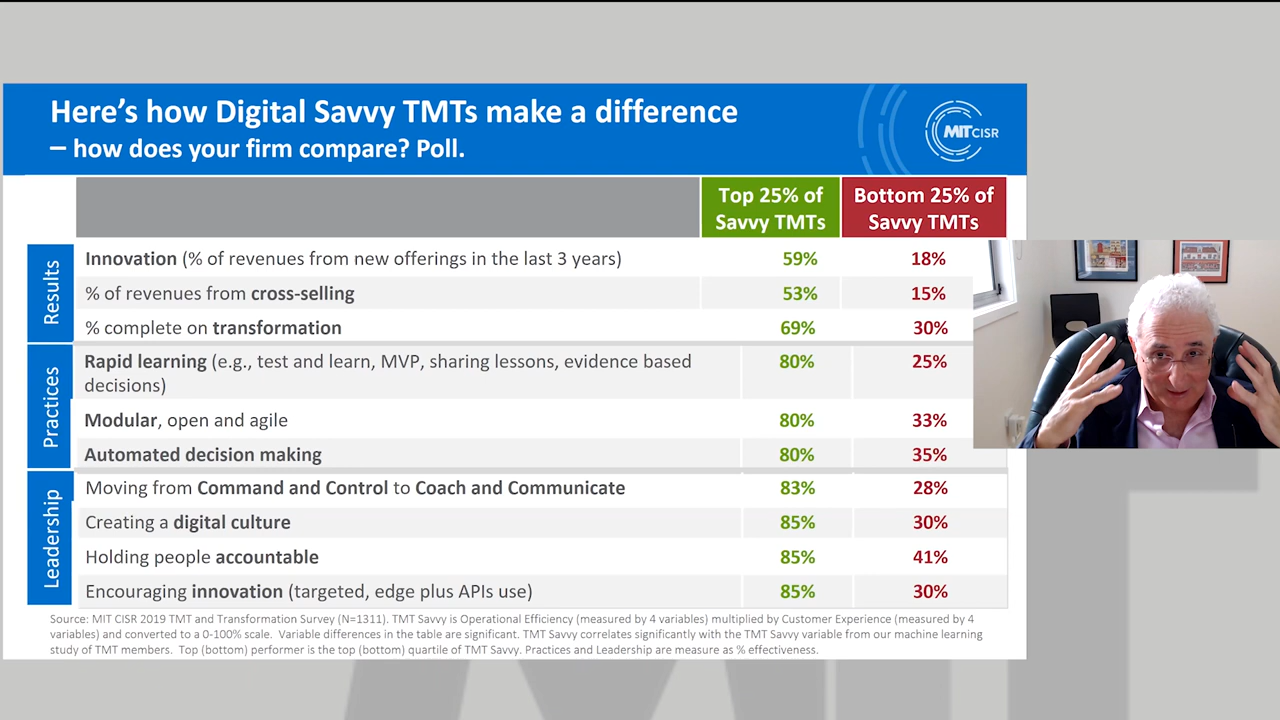 Here's how Digital Savvy TMTs make a difference
– how does your firm compare? Poll.
MIT CISR
Top 25% of
Savvy TMTs
Bottom 25% of
Savvy TMTs
Results
Innovation (% of revenues from new offerings in the last 3 years) 59% 18%
% of revenues from cross-selling 53% 15%
% complete on transformation 69% 30%
Practices
Rapid learning (e.g., test and learn, MVP, sharing lessons, evidence based 80% 25%
decisions)
Modular, open and agile 80% 33%
Automated decision making 80% 35%
Leadership
Moving from Command and Control to Coach and Communicate 83% 28%
Creating a digital culture 85% 30%
Holding people accountable 85% 41%
Encouraging innovation (targeted, edge plus APIs use) 85% 30%
Source: MIT CISR 2019 TMT and Transformation Survey (N=1311). TMT Savvy is Operational Efficiency (measured by 4 variables) multiplied by Customer Experience (measured by 4
variables) and converted to a 0-100% scale. Variable differences in the table are significant. TMT Savvy correlates significantly with the TMT Savvy variable from our machine learning
study of TMT members. Top (bottom) performer is the top (bottom) quartile of TMT Savvy. Practices and Leadership are measure as % effectiveness.